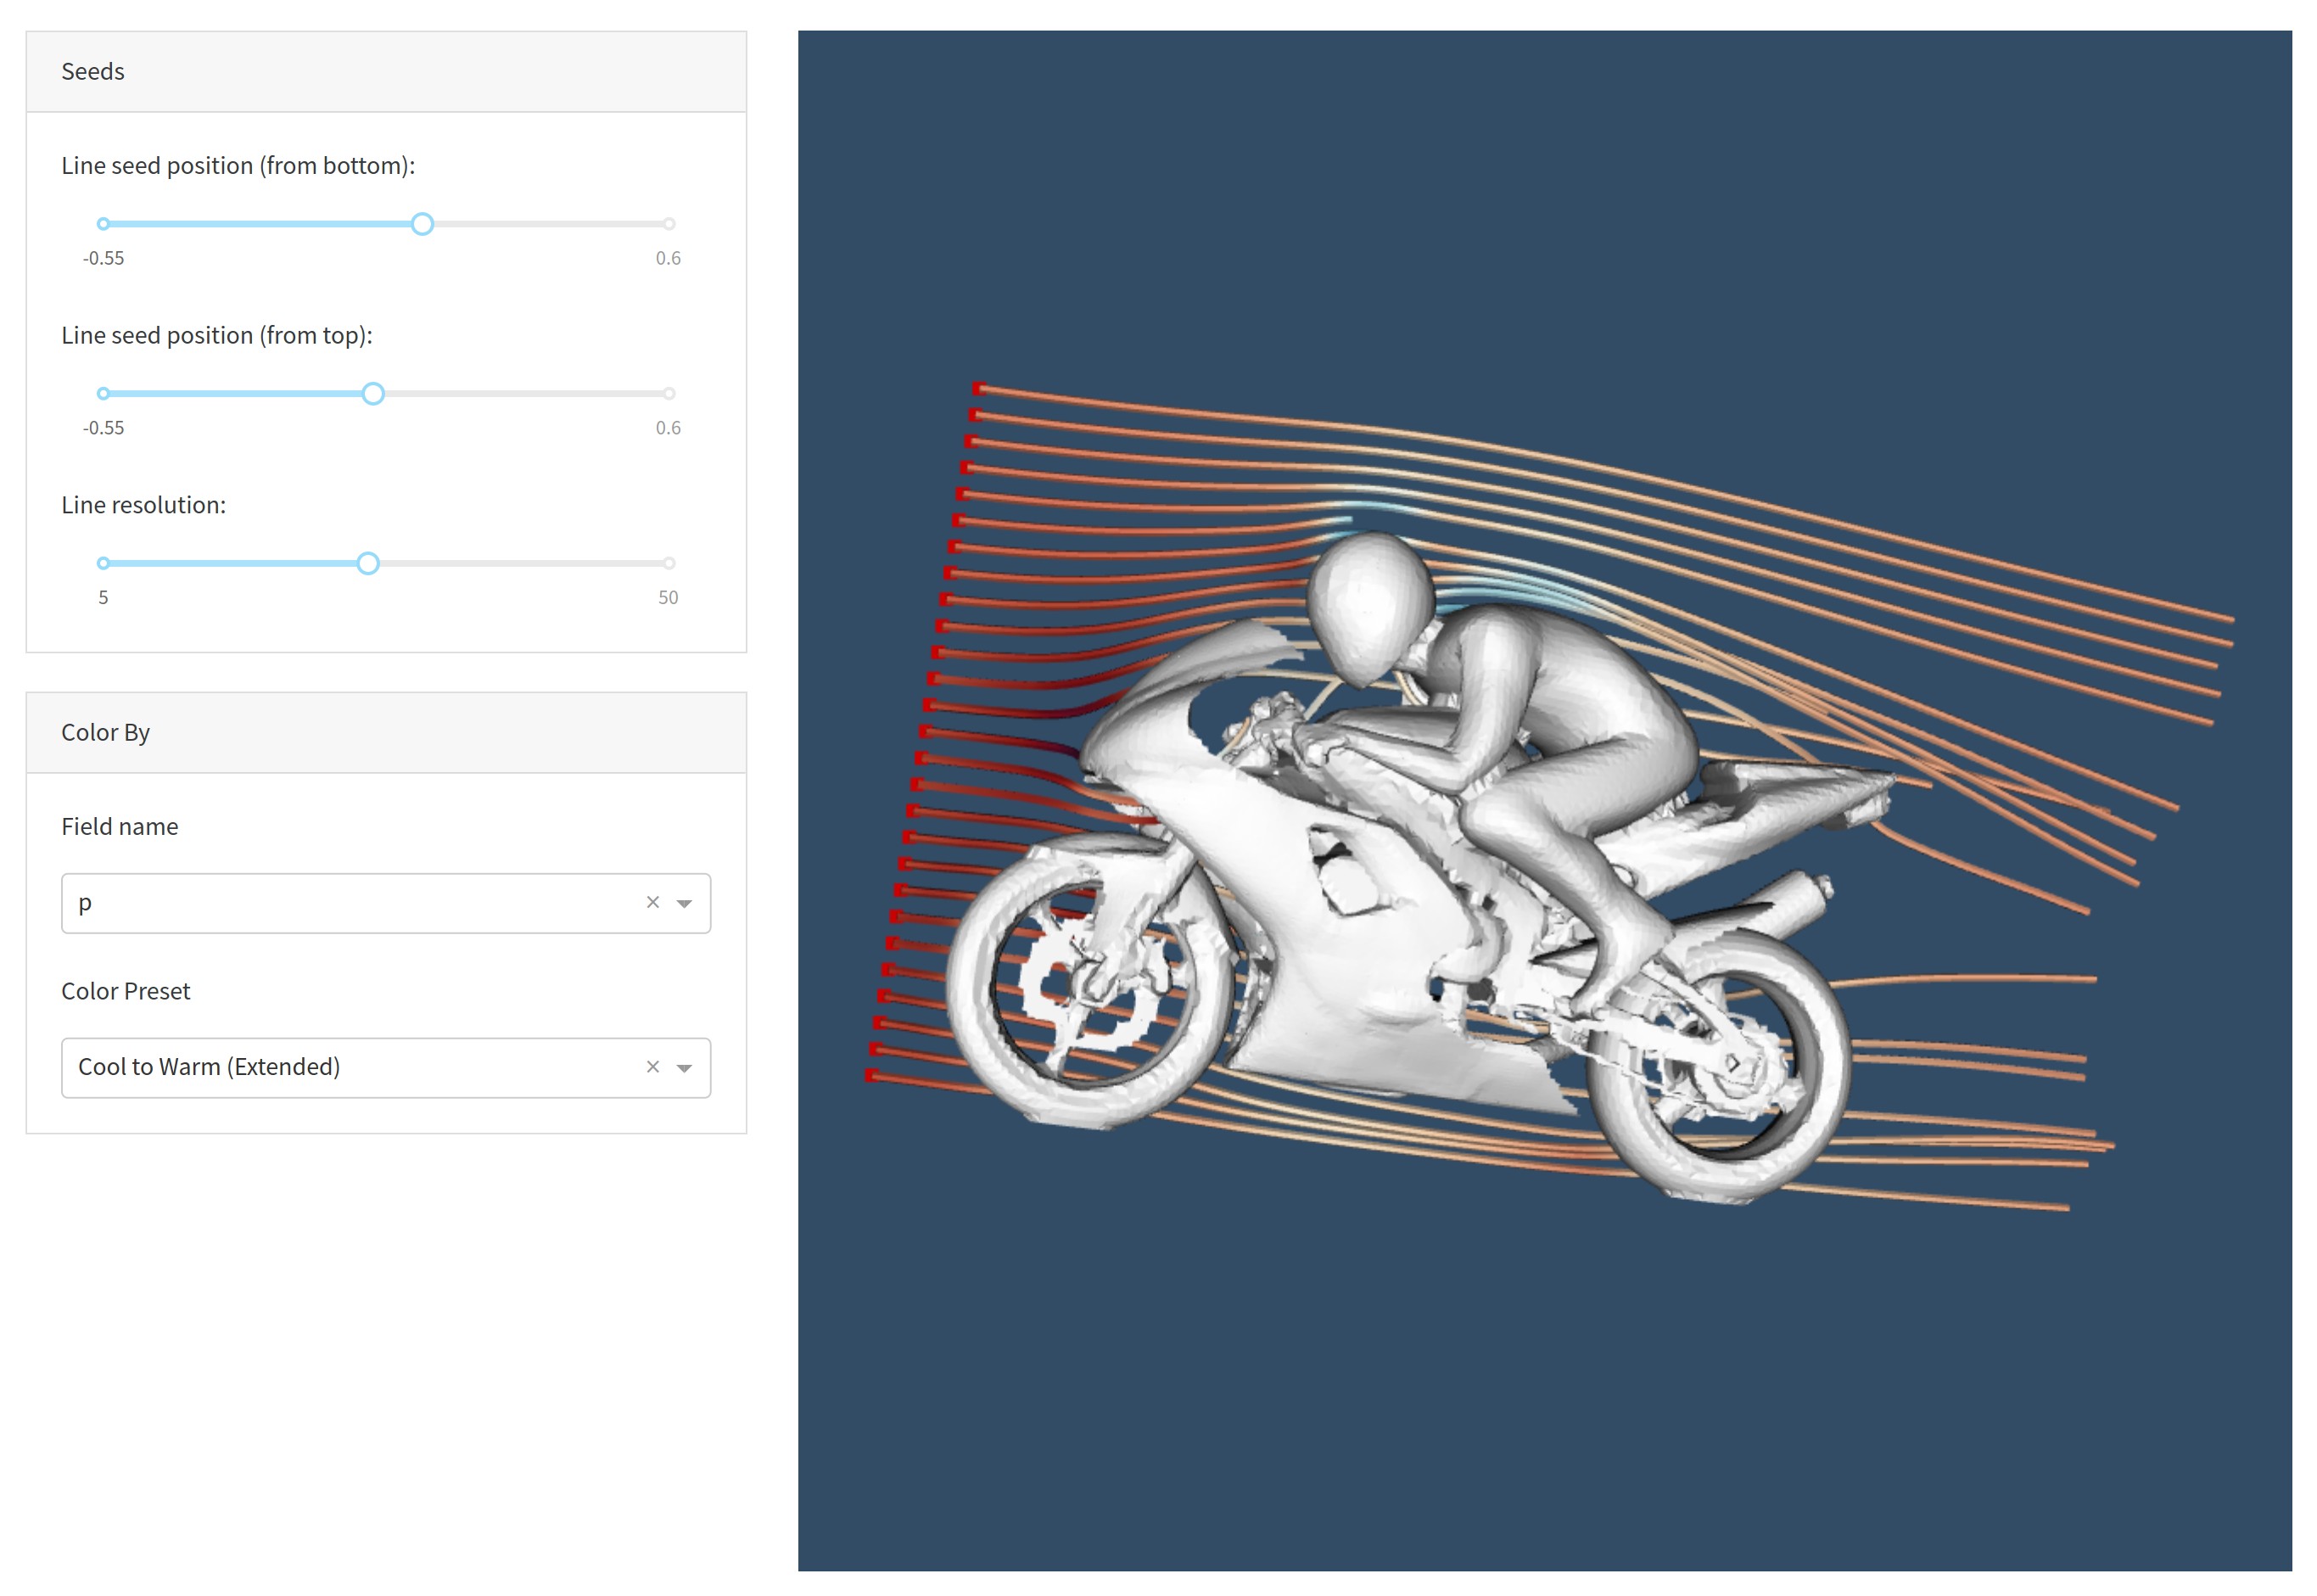 Seeds
Line seed position (from bottom):
-0.55 0.6
Line seed position (from top):
-0.55 0.6
Line resolution:
5 50
Color By
Field name
p × 
Color Preset
Cool to Warm (Extended) ×